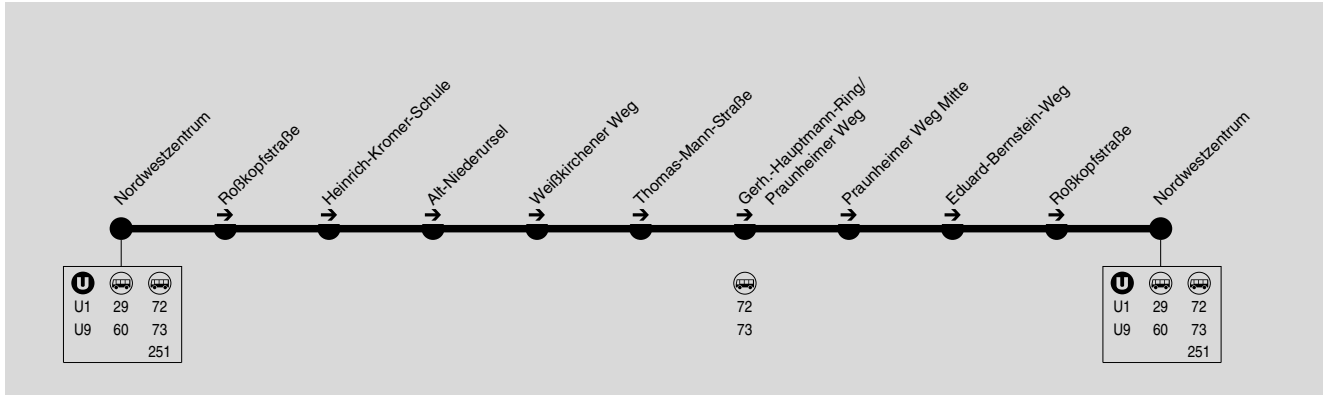 Nordwestzentrum
Roßkopfstraße
Heinrich-Kromer-Schule
Alt-Niederursel
Weißkirchener Weg
Thomas-Mann-Straße
Gerh.-Hauptmann-Ring/
Praunheimer Weg
Praunheimer Weg Mitte
Eduard-Bernstein-Weg
Roßkopfstraße
Nordwestzentrum
U
U1 29 72
U9 60 73
251
72
73
U
U1 29 72
U9 60 73
251